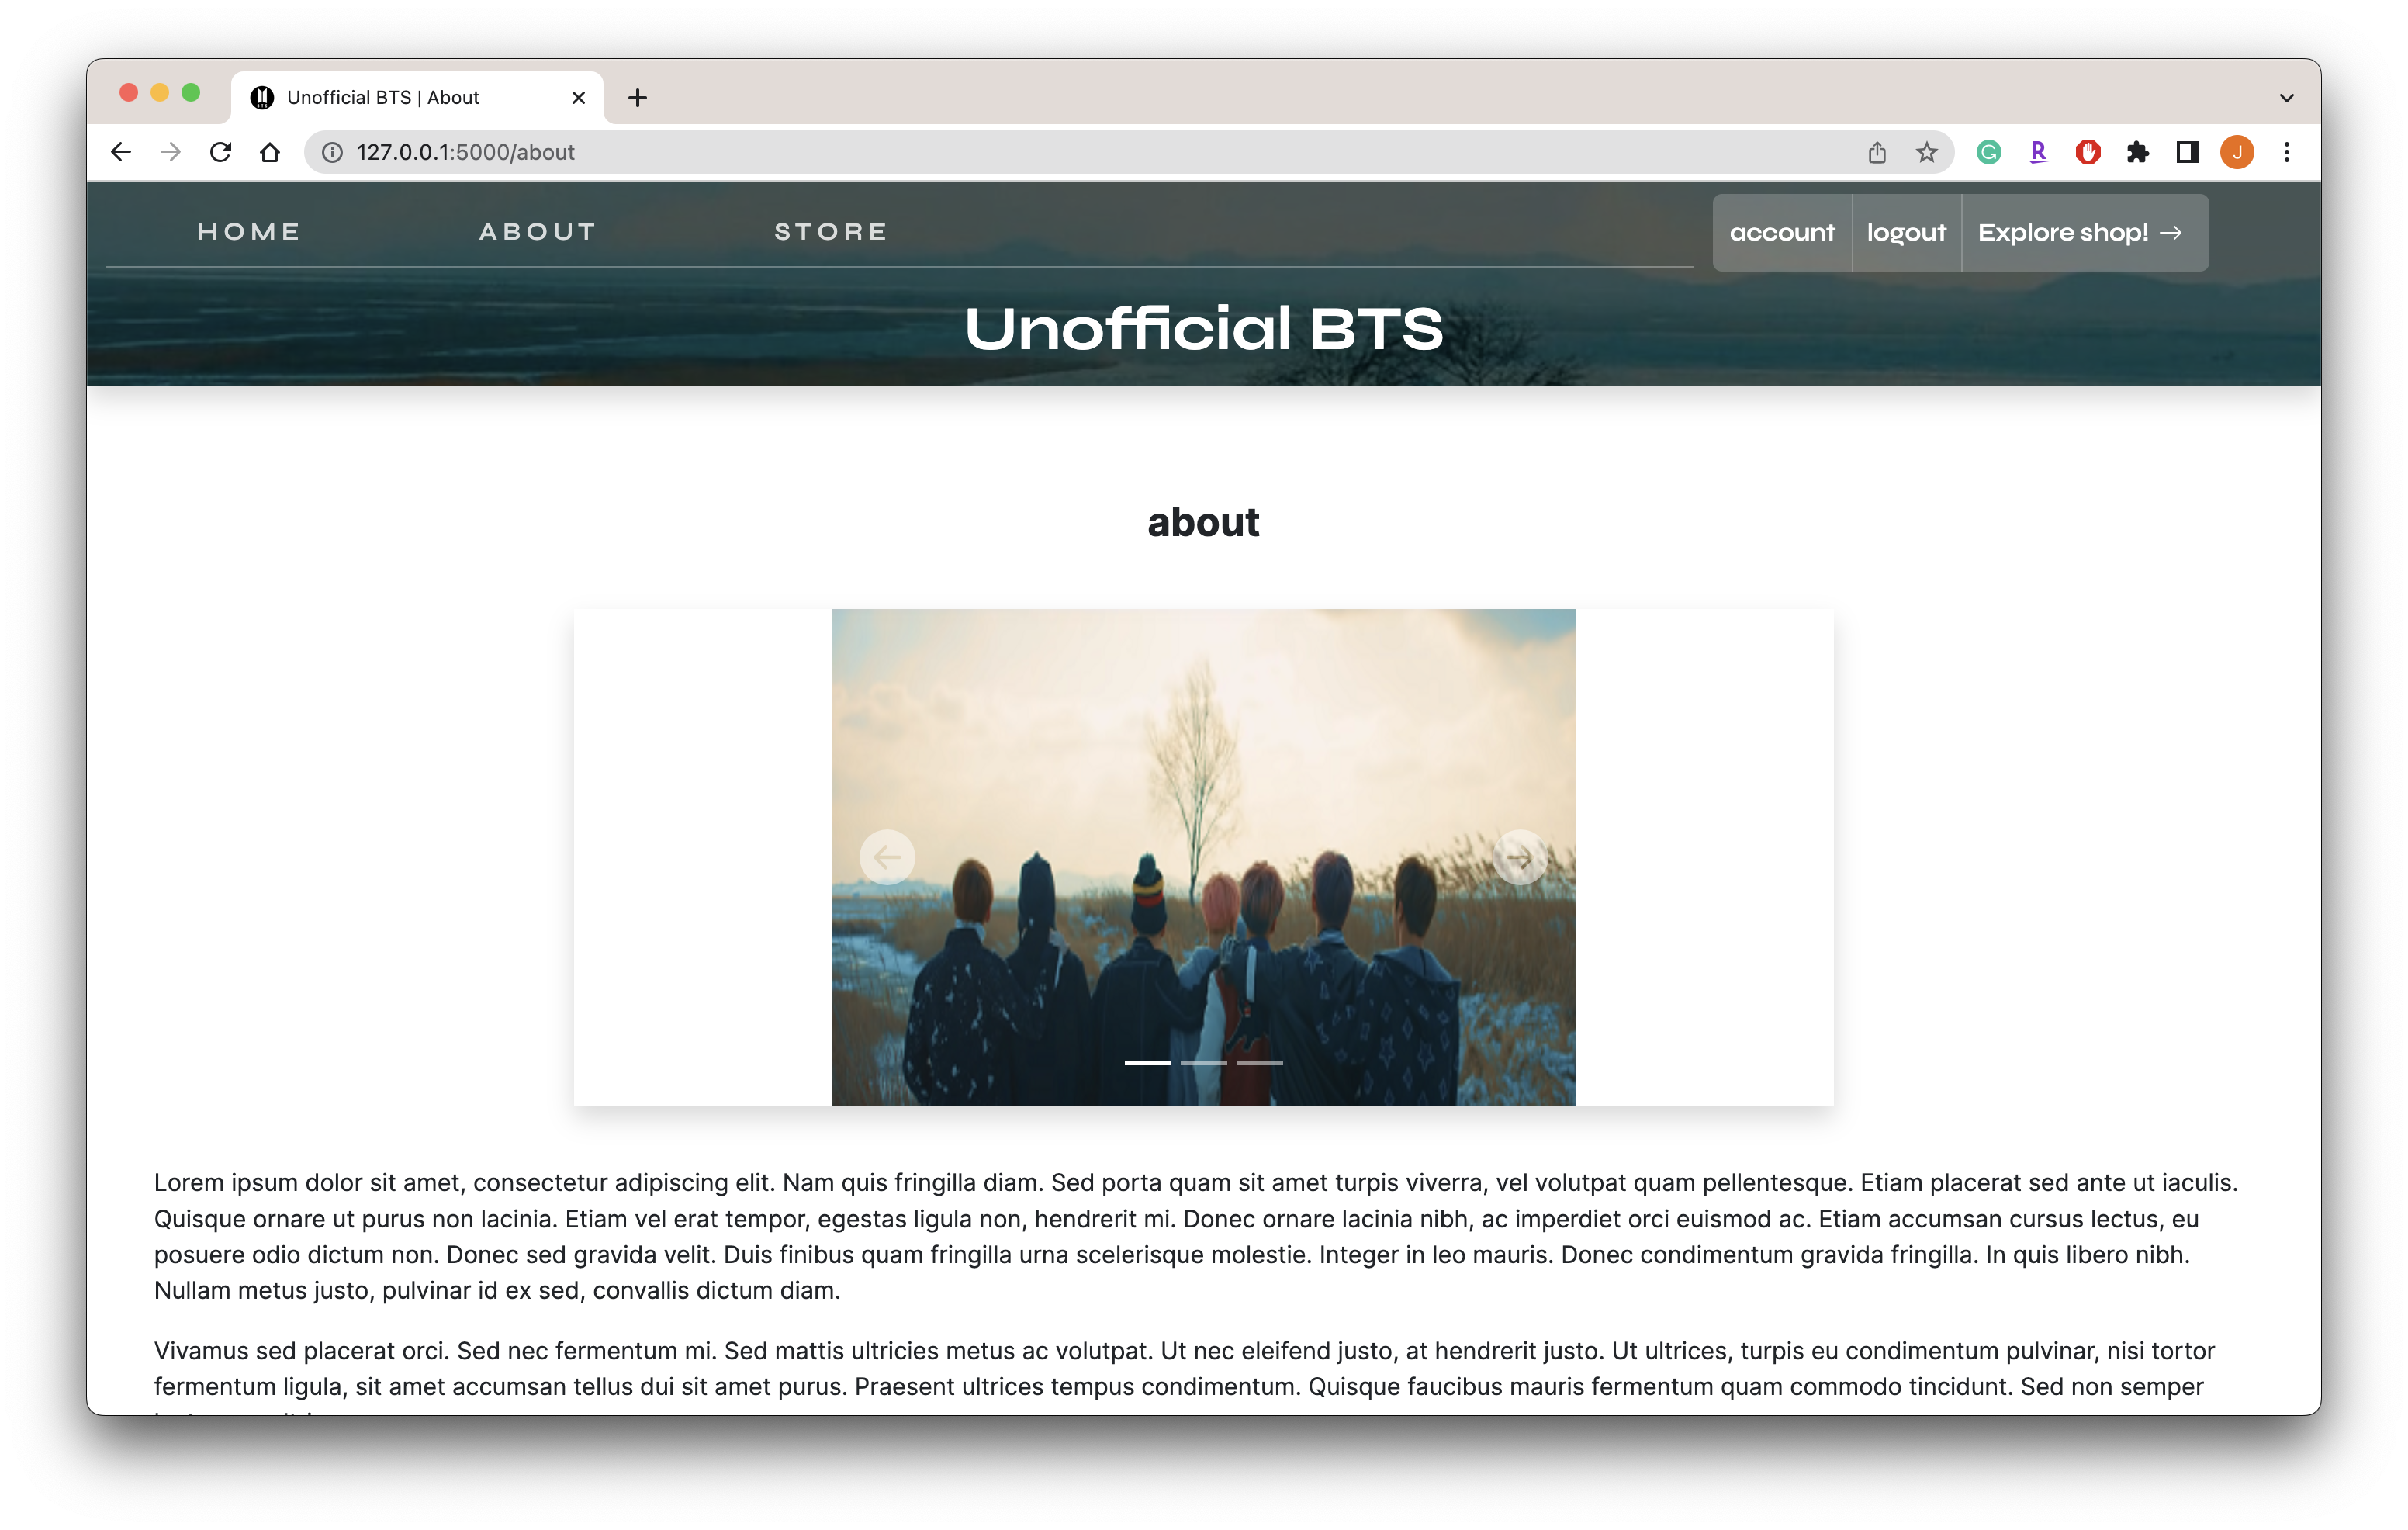 Unofficial BTS | About
127.0.0.1:5000/about
J
HOME ABOUT STORE account logout Explore shop! →
Unofficial BTS
about
Lorem ipsum dolor sit amet, consectetur adipiscing elit. Nam quis fringilla diam. Sed porta quam sit amet turpis viverra, vel volutpat quam pellentesque. Etiam placerat sed ante ut iaculis.
Quisque ornare ut purus non lacinia. Etiam vel erat tempor, egestas ligula non, hendrerit mi. Donec ornare lacinia nibh, ac imperdiet orci euismod ac. Etiam accumsan cursus lectus, eu
posuere odio dictum non. Donec sed gravida velit. Duis finibus quam fringilla urna scelerisque molestie. Integer in leo mauris. Donec condimentum gravida fringilla. In quis libero nibh.
Nullam metus justo, pulvinar id ex sed, convallis dictum diam.
Vivamus sed placerat orci. Sed nec fermentum mi. Sed mattis ultricies metus ac volutpat. Ut nec eleifend justo, at hendrerit justo. Ut ultrices, turpis eu condimentum pulvinar, nisi tortor
fermentum ligula, sit amet accumsan tellus dui sit amet purus. Praesent ultrices tempus condimentum. Quisque faucibus mauris fermentum quam commodo tincidunt. Sed non semper